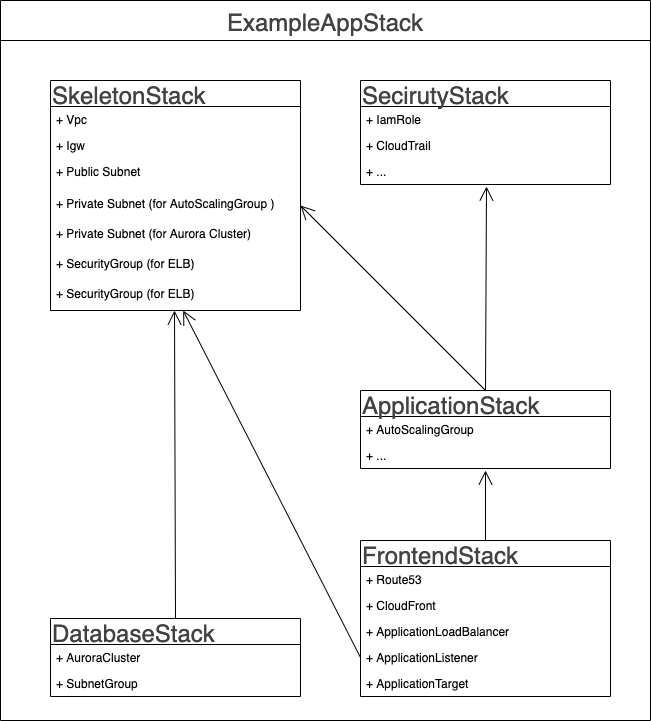 ExampleAppStack
SkeletonStack
+ Vpc
+ Igw
+ Public Subnet
+ Private Subnet (for AutoScalingGroup )
+ Private Subnet (for Aurora Cluster)
+ SecurityGroup (for ELB)
+ SecurityGroup (for ELB)
SecirutyStack
+ IamRole
+ CloudTrail
+ ...
ApplicationStack
+ AutoScalingGroup
+ ...
DatabaseStack
+ AuroraCluster
+ SubnetGroup
FrontendStack
+ Route53
+ CloudFront
+ ApplicationLoadBalancer
+ ApplicationListener
+ ApplicationTarget